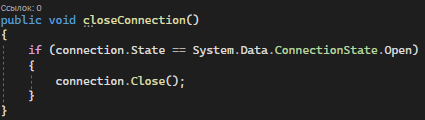 Ссылок: 0
public void closeConnection()
{
    if (connection.State == System.Data.ConnectionState.Open)
    {
        connection.Close();
    }
}